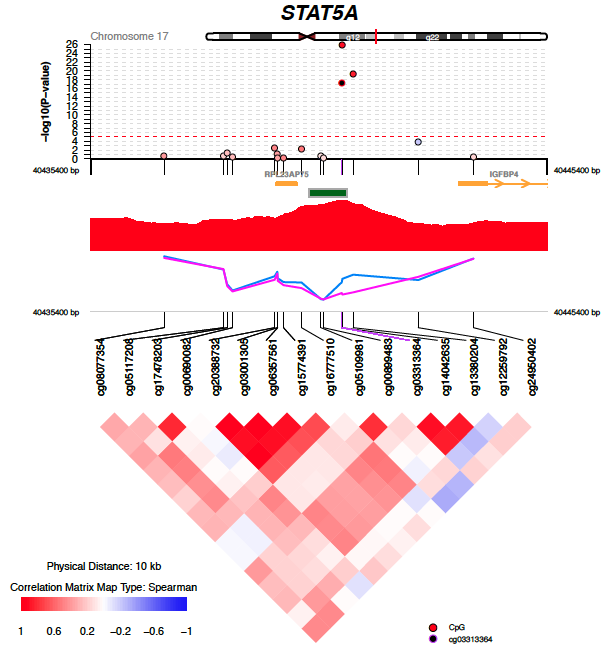 STAT5A
Chromosome 17
q12
q22
−log10(P−value)
26
24
22
20
18
16
14
12
10
8
6
4
2
0
40435400 bp
40445400 bp
RPL23AP75
IGFBP4
40435400 bp
40445400 bp
cg08877354
cg05117208
cg17478203
cg00690082
cg20388732
cg03001305
cg06357561
cg15774391
cg16777510
cg05109981
cg00899483
cg03313364
cg14042635
cg13380204
cg12259782
cg24950402
Physical Distance: 10 kb
Correlation Matrix Map Type: Spearman
1 0.6 0.2 −0.2 −0.6 −1
CpG
cg03313364